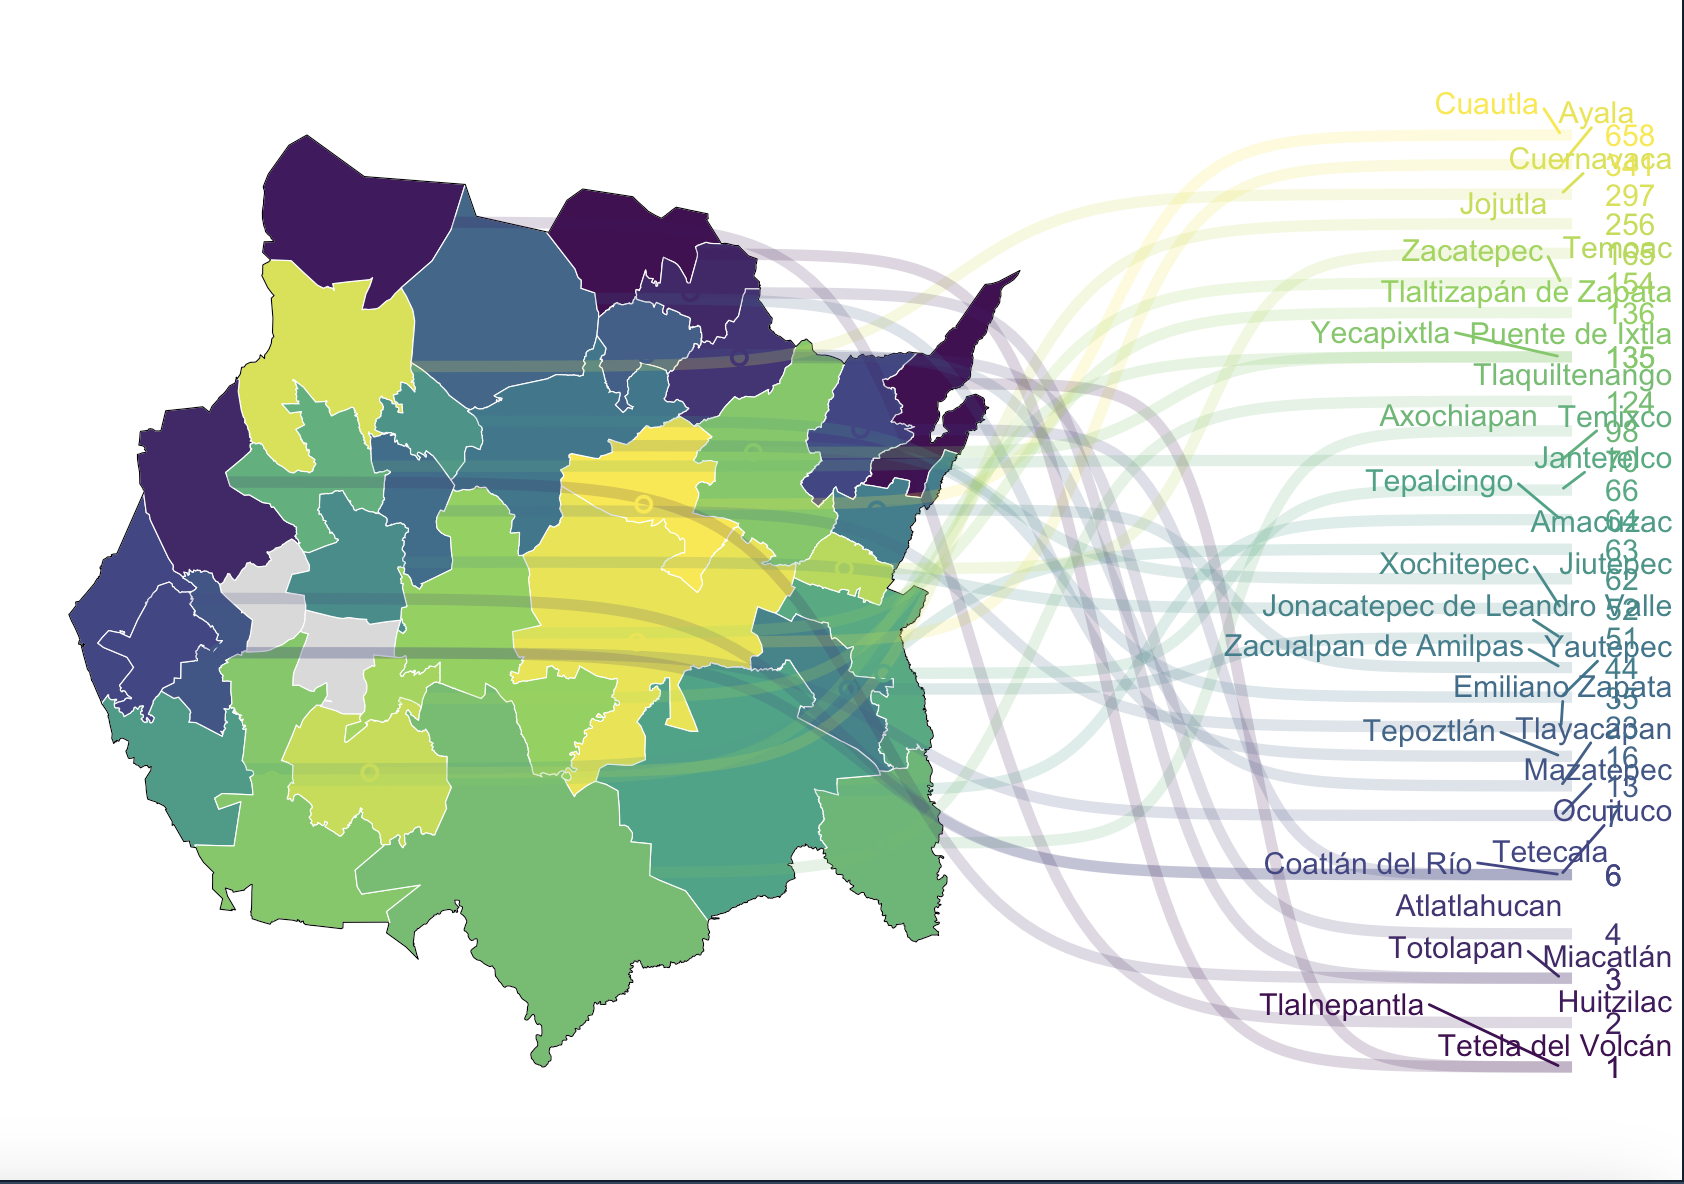 Cuautla
Ayala
658
Cuernavaca
341
297
Jojutla
256
Zacatepec
Temoac
165
154
Tlaltizapán de Zapata
136
Yecapixtla
Puente de Ixtla
135
Tlaquiltenango
124
Axochiapan
Temixco
98
Jantetelco
70
Tepalcingo
66
Amacuzac
64
63
Xochitepec
Jiutepec
62
Jonacatepec de Leandro Valle
52
51
Zacualpan de Amilpas
Yautepec
44
Emiliano Zapata
35
Tepoztlán
Tlayacapan
23
16
Mazatepec
13
Ocuituco
7
Tetecala
Coatlán del Río
6
Atlatlahucan
4
Totolapan
Miacatlán
3
Huitzilac
2
Tlalnepantla
Tetela del Volcán
1